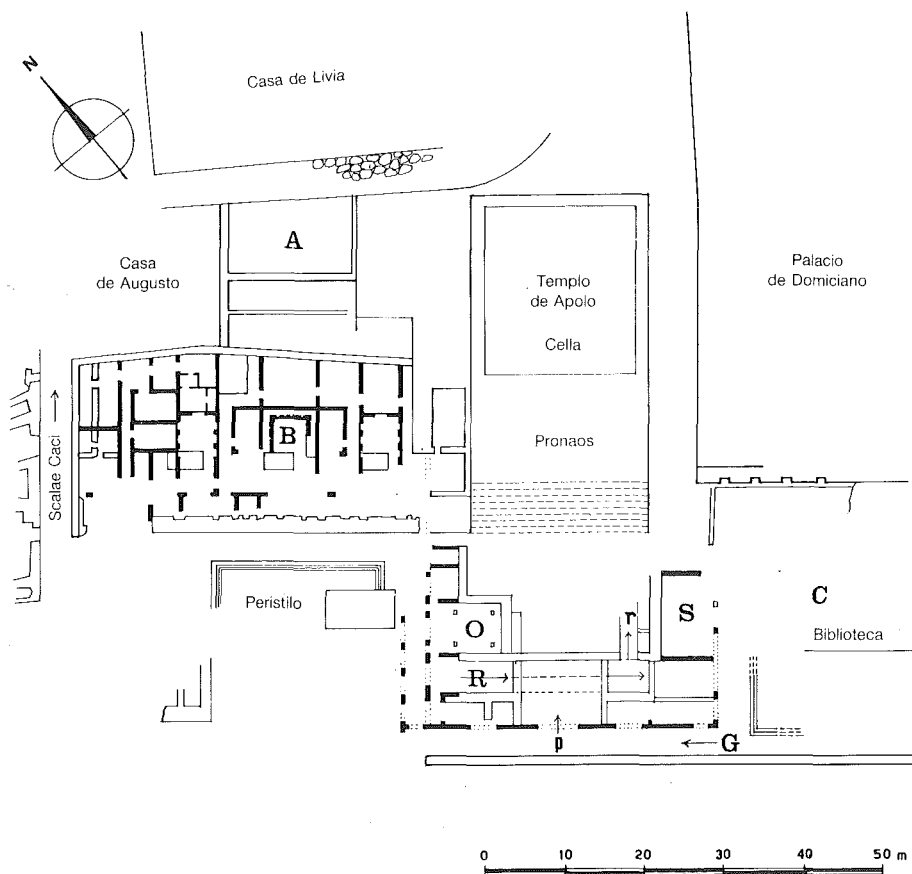 N
Casa de Livia
A
Casa
de Augusto
Templo
de Apolo
Cella
Palacio
de Domiciano
B
Pronaos
Scalae Caci
Peristilo
O
r
S
C
Biblioteca
R
p
G
0 10 20 30 40 50 m